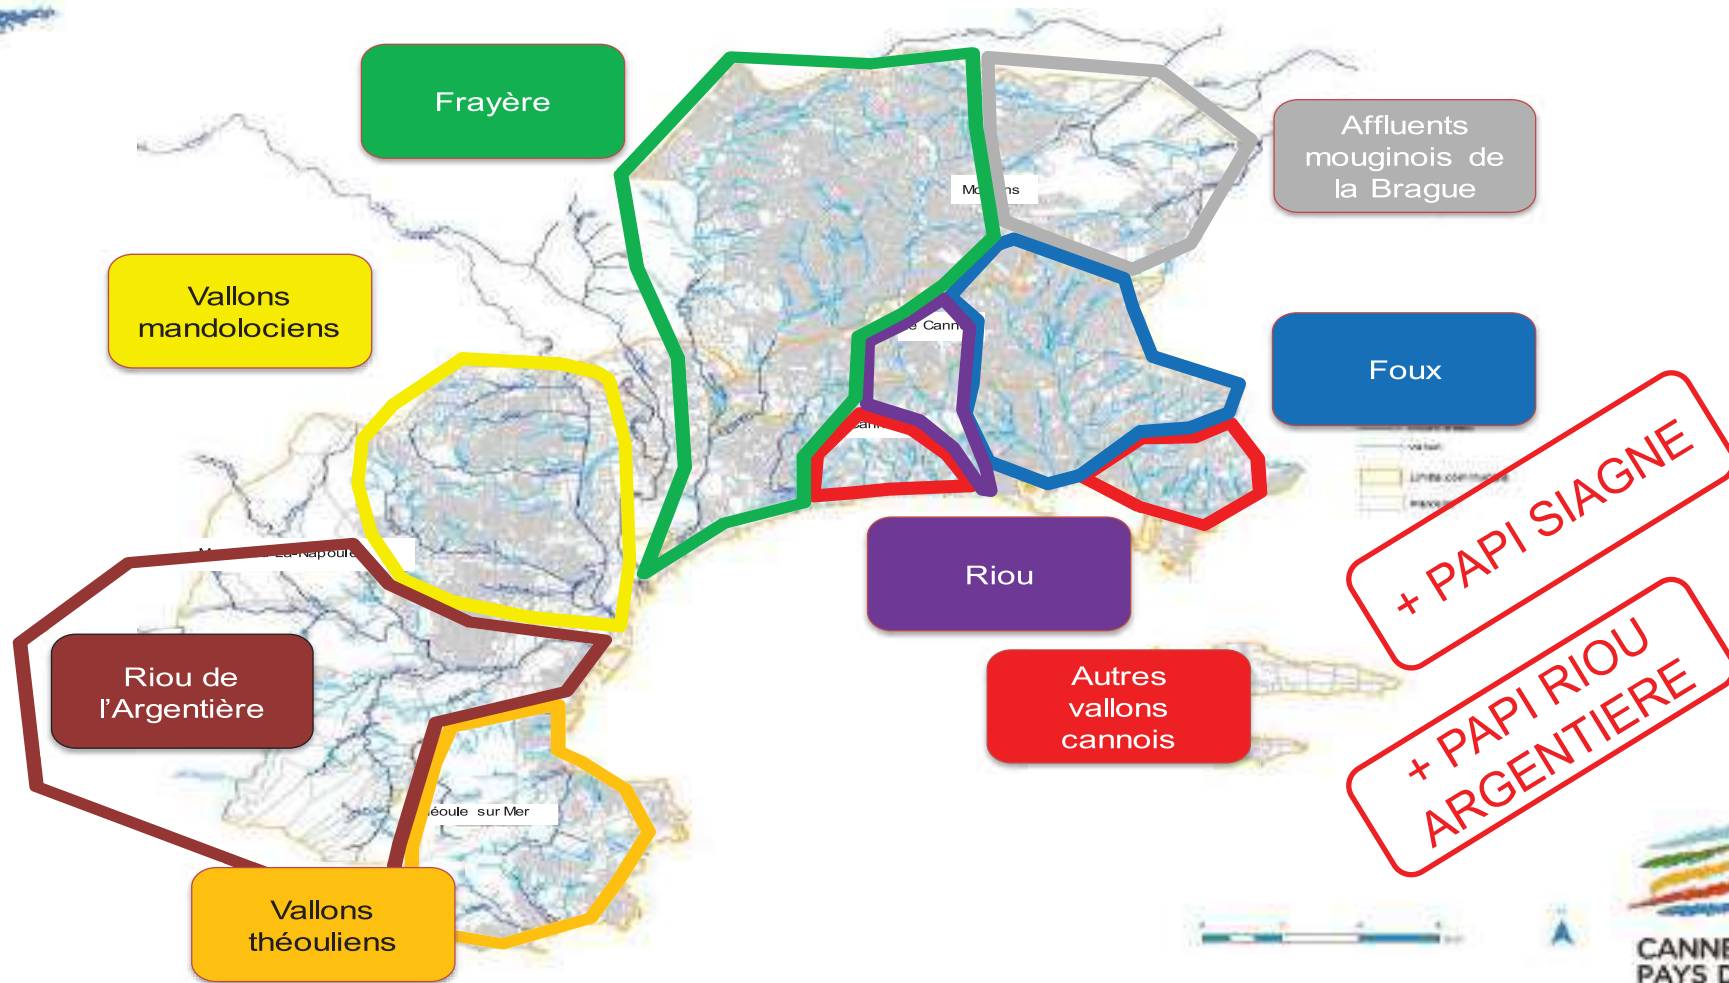 Frayère
Affluents
mouginois de
la Brague
Vallons
mandolociens
Foux
Cann
+ PAPI SIAGNE
Riou
Riou de
l'Argentière
Autres
vallons
cannois
+ PAPI RIOU
ARGENTIERE
éoule sur Mer
Vallons
théouliens
CANNE
PAYS D